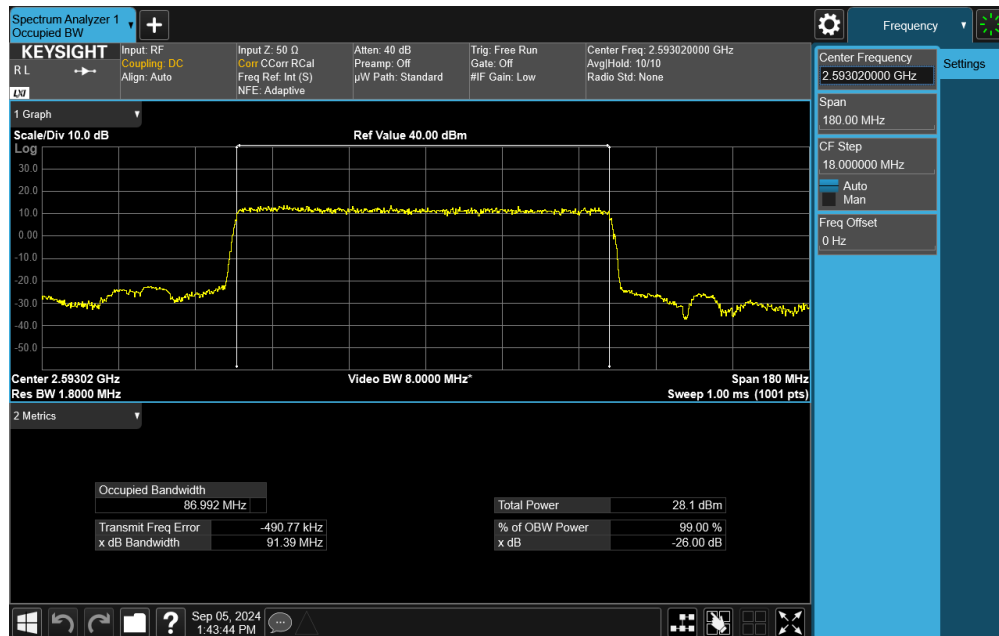 Spectrum Analyzer 1
Occupied BW
Frequency
KEYSIGHT
R L
LXI
Input: RF
Coupling: DC
Align: Auto
Input Z: 50 Ω
Corr CCorr RCal
Freq Ref: Int (S)
NFE: Adaptive
Atten: 40 dB
Preamp: Off
µW Path: Standard
Trig: Free Run
Gate: Off
#IF Gain: Low
Center Freq: 2.593020000 GHz
Avg|Hold: 10/10
Radio Std: None
Center Frequency
2.593020000 GHz
Settings
Span
180.00 MHz
CF Step
18.000000 MHz
Auto
Man
Freq Offset
0 Hz
1 Graph
Scale/Div 10.0 dB
Ref Value 40.00 dBm
Log
30.0
20.0
10.0
0.00
-10.0
-20.0
-30.0
-40.0
-50.0
Center 2.59302 GHz
Video BW 8.0000 MHz*
Span 180 MHz
Res BW 1.8000 MHz
Sweep 1.00 ms (1001 pts)
2 Metrics
Occupied Bandwidth
86.992 MHz
Transmit Freq Error -490.77 kHz
x dB Bandwidth 91.39 MHz
Total Power 28.1 dBm
% of OBW Power 99.00 %
x dB -26.00 dB
?
Sep 05, 2024
1:43:44 PM